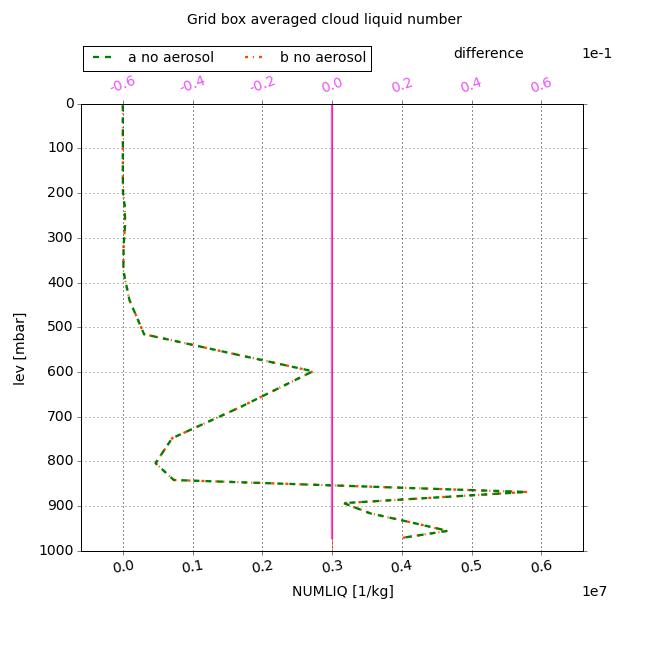 Grid box averaged cloud liquid number
a no aerosol b no aerosol difference 1e-1
-0.6 -0.4 -0.2 0.0 0.2 0.4 0.6
0
100
200
300
400
500
600
700
800
900
1000
lev [mbar]
0.0 0.1 0.2 0.3 0.4 0.5 0.6
NUMLIQ [1/kg] 1e7